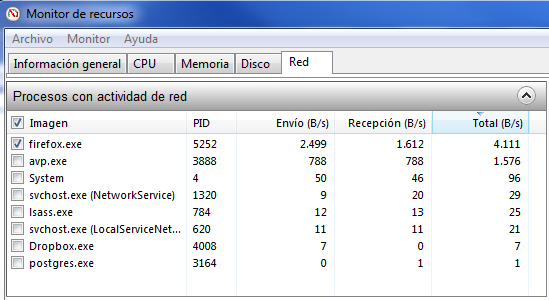 Monitor de recursos
Archivo Monitor Ayuda
Información general CPU Memoria Disco Red
Procesos con actividad de red
Imagen PID Envío (B/s) Recepción (B/s) Total (B/s)
firefox.exe 5252 2.499 1.612 4.111
avp.exe 3888 788 788 1.576
System 4 50 46 96
svchost.exe (NetworkService) 1320 9 20 29
lsass.exe 784 12 13 25
svchost.exe (LocalServiceNet... 620 11 11 21
Dropbox.exe 4008 7 0 7
postgres.exe 3164 0 1 1